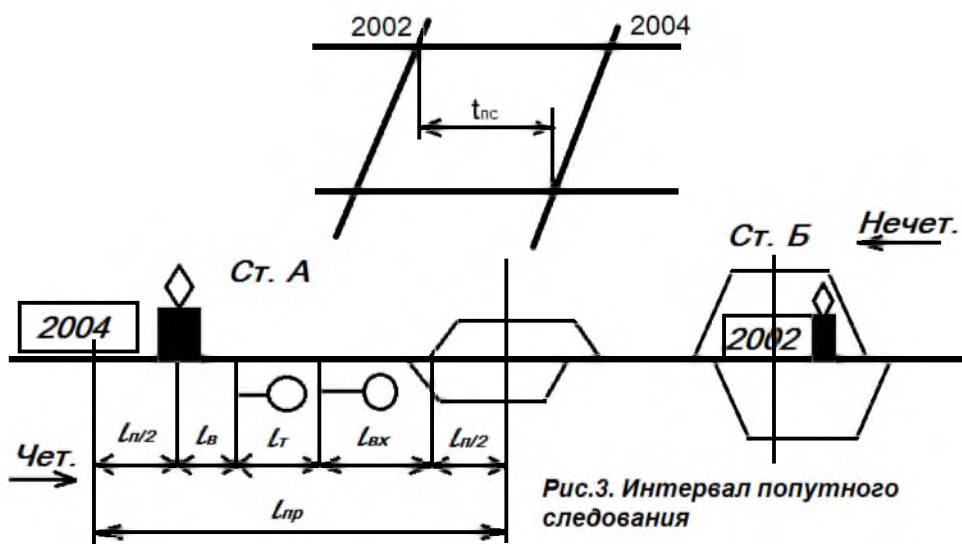 2002 2004
tпс
Ст. А
Ст. Б
Нечет.
2004
2002
lп/2 lв lт lвх lп/2
Чет.
lпр
Рис.3. Интервал попутного
следования